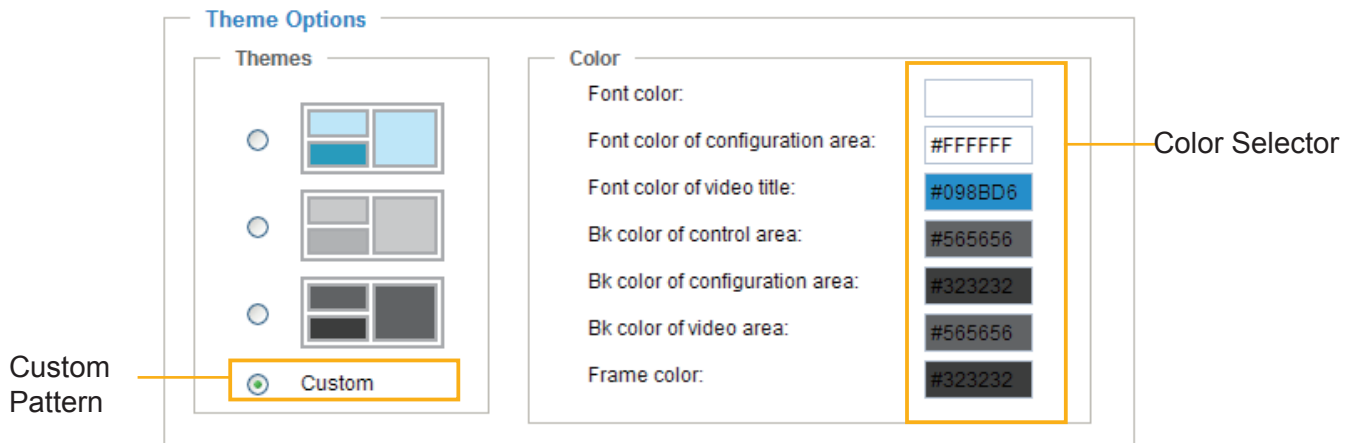 Theme Options
Themes
Custom
Color
Font color:
Font color of configuration area: #FFFFFF
Font color of video title: #098BD6
Bk color of control area: #565656
Bk color of configuration area: #323232
Bk color of video area: #565656
Frame color: #323232
Color Selector
Custom
Pattern